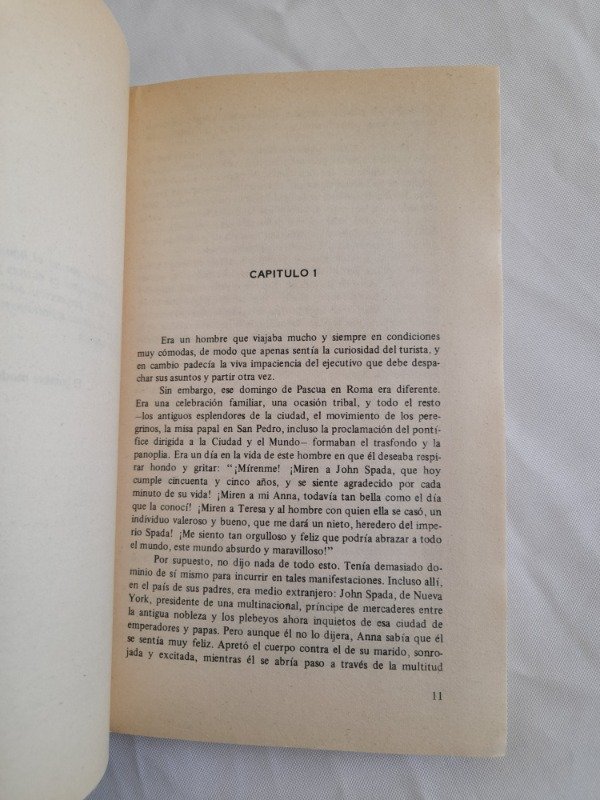 CAPITULO 1
Era un hombre que viajaba mucho y siempre en condiciones
muy cómodas, de modo que apenas sentía la curiosidad del turista, y
en cambio padecía la viva impaciencia del ejecutivo que debe despa-
char sus asuntos y partir otra vez.
Sin embargo, ese domingo de Pascua en Roma era diferente.
Era una celebración familiar, una ocasión tribal, y todo el resto
—los antiguos esplendores de la ciudad, el movimiento de los pere-
grinos, la misa papal en San Pedro, incluso la proclamación del pontí-
fice dirigida a la Ciudad y el Mundo— formaban el trasfondo y la
panoplia. Era un día en la vida de este hombre en que él deseaba respi-
rar hondo y gritar: “¡Mírenme! ¡Miren a John Spada, que hoy
cumple cincuenta y cinco años, y se siente agradecido por cada
minuto de su vida! ¡Miren a mi Anna, todavía tan bella como el día
que la conocí! ¡Miren a Teresa y al hombre con quien ella se casó, un
individuo valeroso y bueno, que me dará un nieto, heredero del impe-
rio Spada! ¡Me siento tan orgulloso y feliz que podría abrazar a todo
el mundo, este mundo absurdo y maravilloso!”
Por supuesto, no dijo nada de todo esto. Tenía demasiado do-
minio de sí mismo para incurrir en tales manifestaciones. Incluso allí,
en el país de sus padres, era medio extranjero: John Spada, de Nueva
York, presidente de una multinacional, príncipe de mercaderes entre
la antigua nobleza y los plebeyos ahora inquietos de esa ciudad de
emperadores y papas. Pero aunque él no lo dijera, Anna sabía que él
se sentía muy feliz. Apretó el cuerpo contra el de su marido, sonro-
jada y excitada, mientras él se abría paso a través de la multitud
11